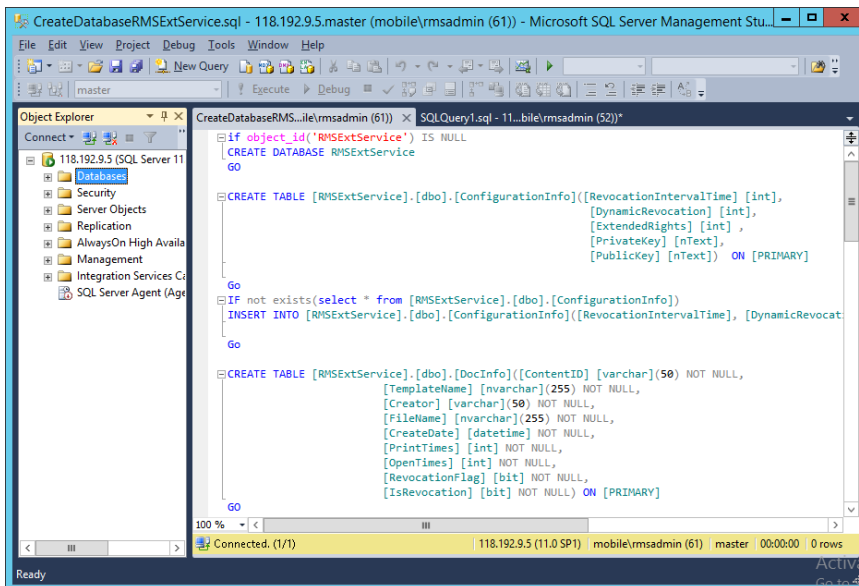 CreateDatabaseRMSExtService.sql - 118.192.9.5.master (mobile\rmsadmin (61)) - Microsoft SQL Server Management Stu...
File Edit View Project Debug Tools Window Help
New Query
master Execute Debug
Object Explorer
Connect
118.192.9.5 (SQL Server 11
Databases
Security
Server Objects
Replication
AlwaysOn High Availa
Management
Integration Services Ca
SQL Server Agent (Age
CreateDatabaseRMS...ile\rmsadmin (61)) SQLQuery1.sql - 11...bile\rmsadmin (52))*
if object_id('RMSExtService') IS NULL
CREATE DATABASE RMSExtService
GO
CREATE TABLE [RMSExtService].[dbo].[ConfigurationInfo]([RevocationIntervalTime] [int],
[DynamicRevocation] [int],
[ExtendedRights] [int] ,
[PrivateKey] [nText],
[PublicKey] [nText]) ON [PRIMARY]
Go
IF not exists(select * from [RMSExtService].[dbo].[ConfigurationInfo])
INSERT INTO [RMSExtService].[dbo].[ConfigurationInfo]([RevocationIntervalTime], [DynamicRevocat
Go
CREATE TABLE [RMSExtService].[dbo].[DocInfo]([ContentID] [varchar](50) NOT NULL,
[TemplateName] [nvarchar](255) NOT NULL,
[Creator] [varchar](50) NOT NULL,
[FileName] [nvarchar](255) NOT NULL,
[CreateDate] [datetime] NOT NULL,
[PrintTimes] [int] NOT NULL,
[OpenTimes] [int] NOT NULL,
[RevocationFlag] [bit] NOT NULL,
[IsRevocation] [bit] NOT NULL) ON [PRIMARY]
GO
100 %
Connected. (1/1) 118.192.9.5 (11.0 SP1) mobile\rmsadmin (61) master 00:00:00 0 rows
Ready
Activ